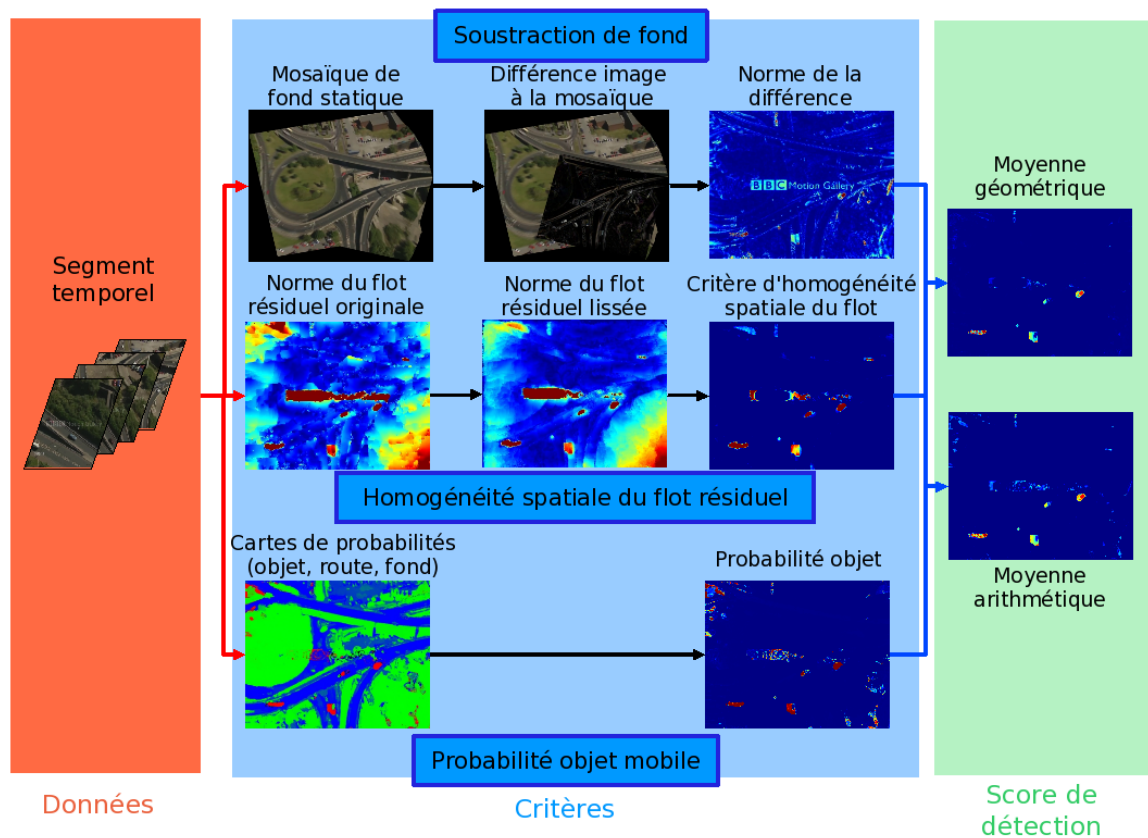 Soustraction de fond
Mosaïque de
fond statique
Différence image
à la mosaïque
Norme de la
différence
BBC Motion Gallery
Segment
temporel
Norme du flot
résiduel originale
Norme du flot
résiduel lissée
Critère d'homogénéité
spatiale du flot
Homogénéité spatiale du flot résiduel
Cartes de probabilités
(objet, route, fond)
Probabilité objet
Probabilité objet mobile
Moyenne
géométrique
Moyenne
arithmétique
Données
Critères
Score de
détection